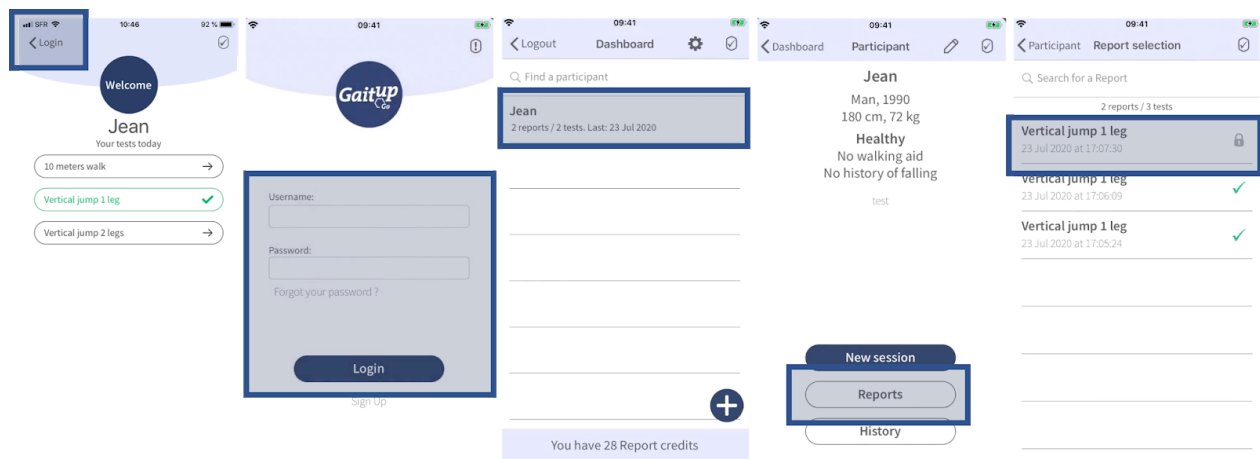 SFR 10:46 92 %
Login
Welcome
Jean
Your tests today
10 meters walk
Vertical jump 1 leg
Vertical jump 2 legs
09:41
Gaitup
Go
Username:
Password:
Forgot your password ?
Login
Sign Up
09:41
Logout Dashboard
Find a participant
Jean
2 reports / 2 tests. Last: 23 Jul 2020
You have 28 Report credits
09:41
Dashboard Participant
Jean
Man, 1990
180 cm, 72 kg
Healthy
No walking aid
No history of falling
test
New session
Reports
History
09:41
Participant Report selection
Search for a Report
2 reports / 3 tests
Vertical jump 1 leg
23 Jul 2020 at 17:07:30
Vertical jump 1 leg
23 Jul 2020 at 17:06:09
Vertical jump 1 leg
23 Jul 2020 at 17:05:24